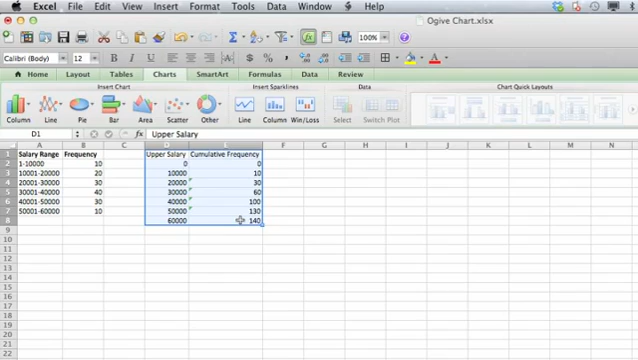 Excel File Edit View Insert Format Tools Data Window Help
Ogive Chart.xlsx
100%
Calibri (Body) 12 B I U
Home Layout Tables Charts SmartArt Formulas Data Review
Insert Chart Insert Sparklines Data Chart Quick Layouts
Column Line Pie Bar Area Scatter Other Line Column Win/Loss Select Switch Plot
D1 fx Upper Salary
A B C D E F G H I J K L M N
1 Salary Range Frequency Upper Salary Cumulative Frequency
2 1-10000 10 0 0
3 10001-20000 20 10000 10
4 20001-30000 30 20000 30
5 30001-40000 40 30000 60
6 40001-50000 30 40000 100
7 50001-60000 10 50000 130
8 60000 140
9
10
11
12
13
14
15
16
17
18
19
20
21
22